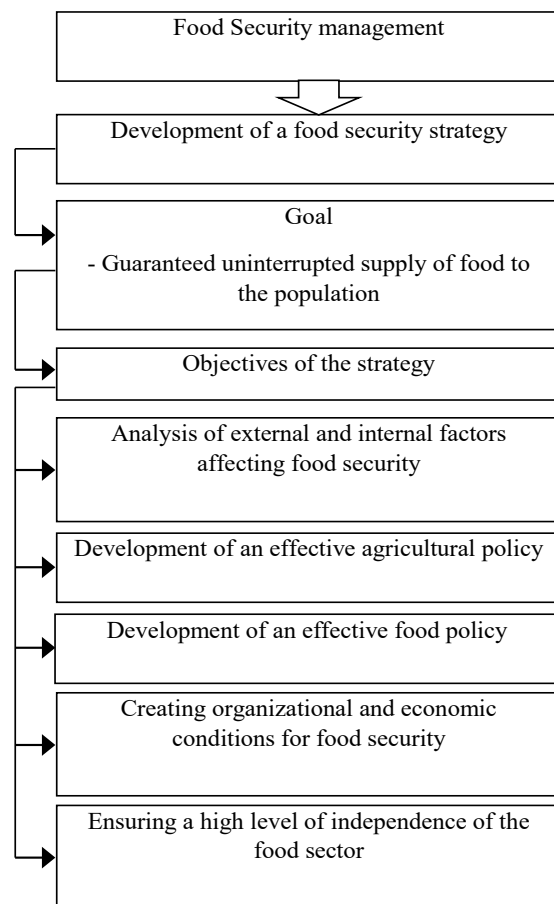 Food Security management
Development of a food security strategy
Goal
- Guaranteed uninterrupted supply of food to
the population
Objectives of the strategy
Analysis of external and internal factors
affecting food security
Development of an effective agricultural policy
Development of an effective food policy
Creating organizational and economic
conditions for food security
Ensuring a high level of independence of the
food sector